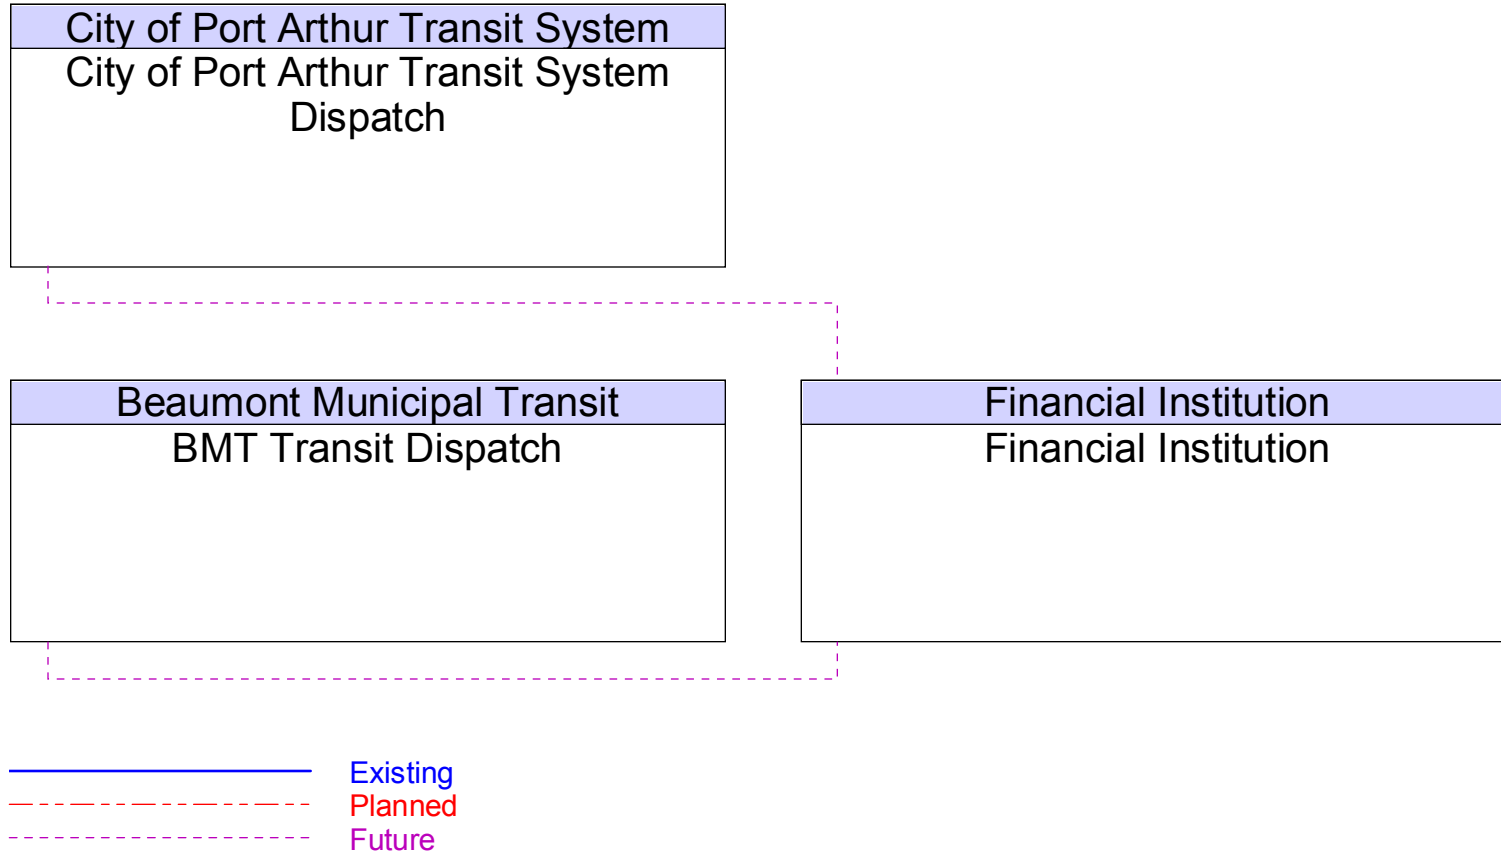 City of Port Arthur Transit System
City of Port Arthur Transit System
Dispatch
Beaumont Municipal Transit
BMT Transit Dispatch
Financial Institution
Financial Institution
Existing
Planned
Future